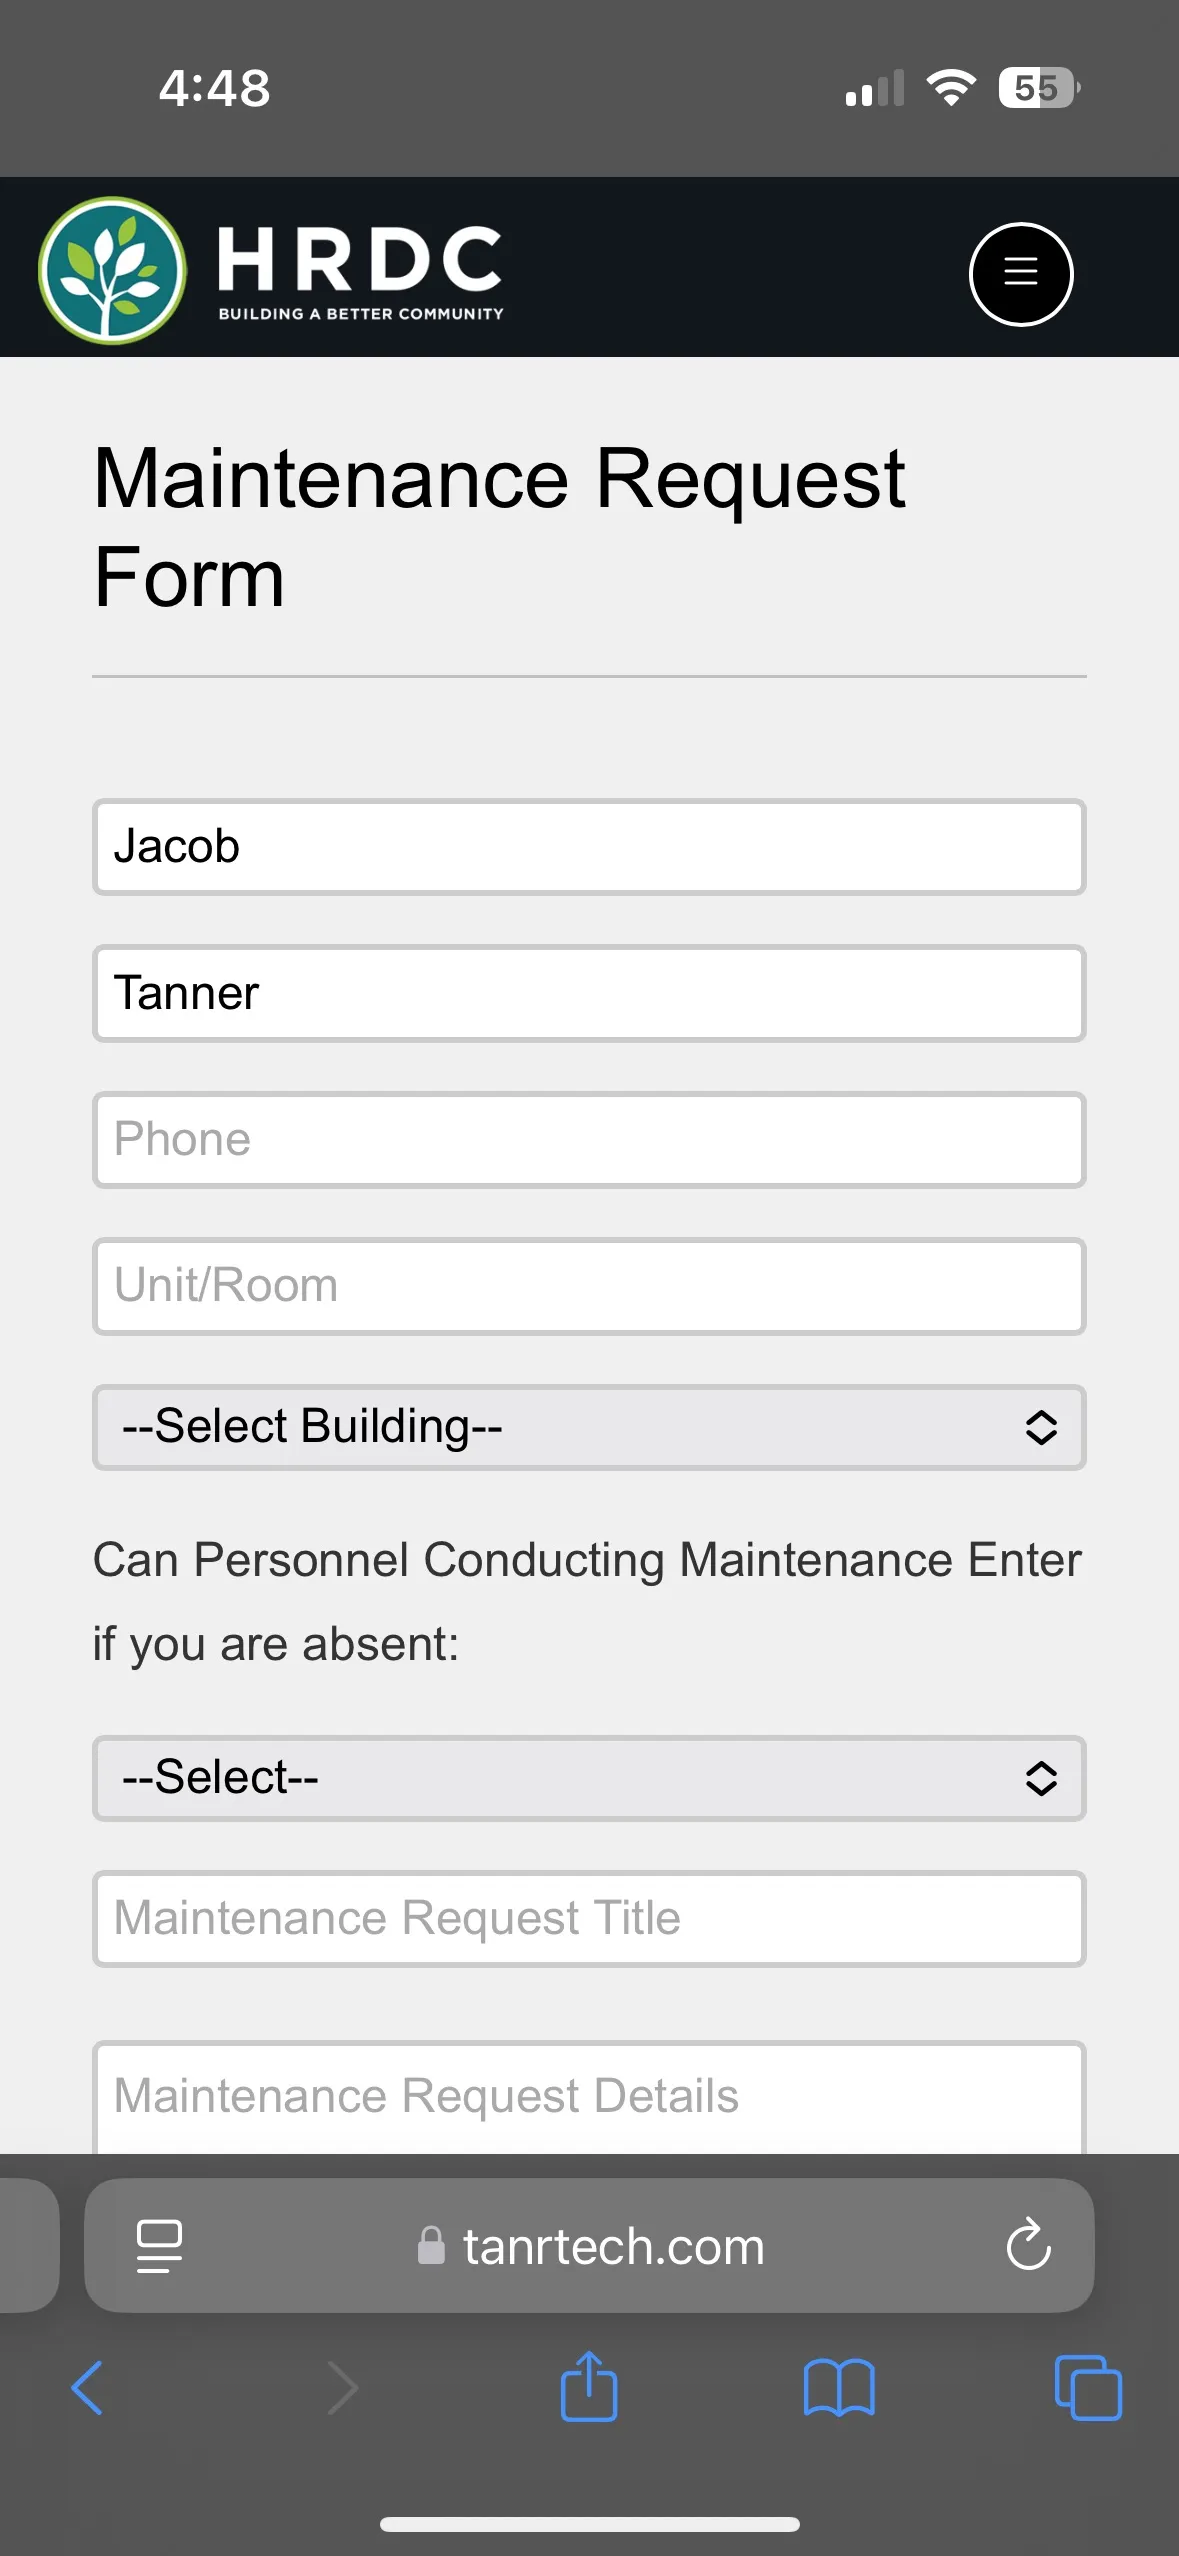 4:48
55
HRDC
BUILDING A BETTER COMMUNITY
Maintenance Request
Form
Jacob
Tanner
Phone
Unit/Room
--Select Building--
Can Personnel Conducting Maintenance Enter
if you are absent:
--Select--
Maintenance Request Title
Maintenance Request Details
tanrtech.com